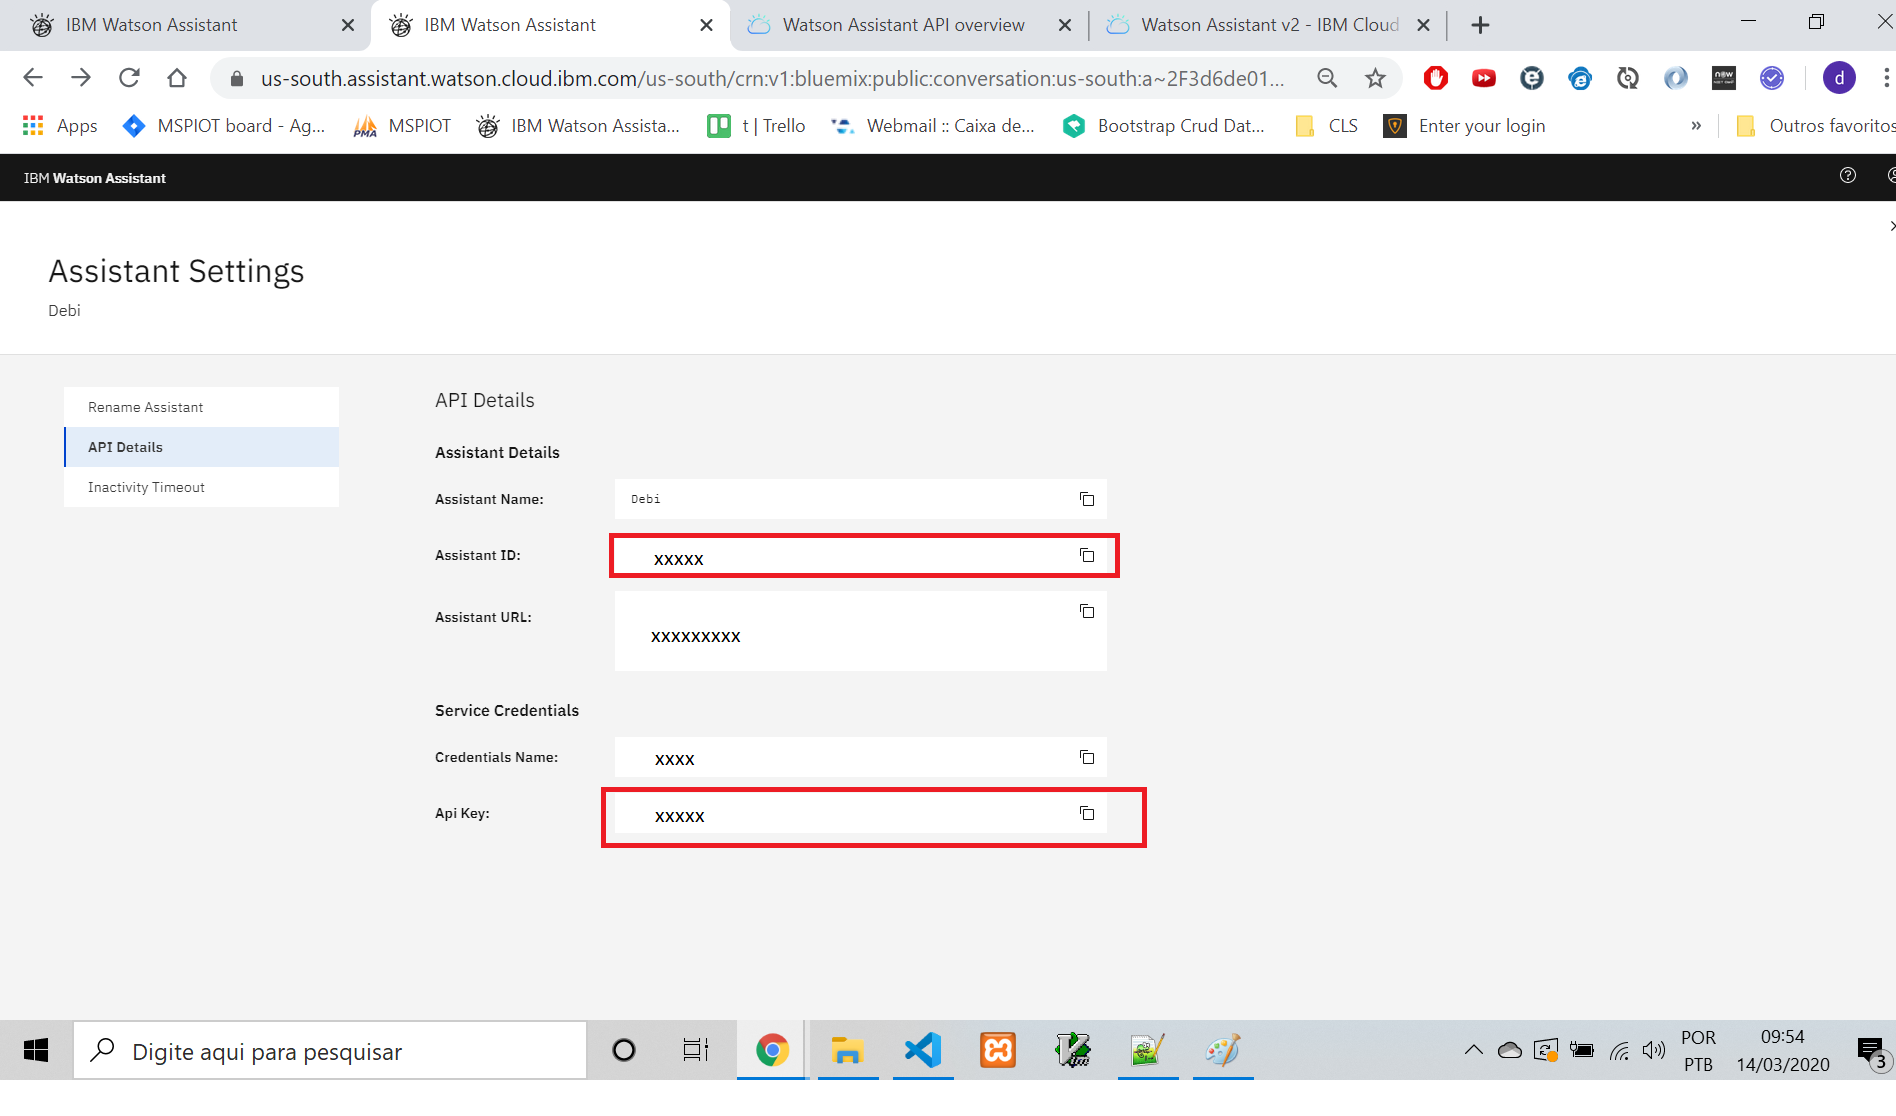 IBM Watson Assistant
IBM Watson Assistant
Watson Assistant API overview
Watson Assistant v2 - IBM Cloud
us-south.assistant.watson.cloud.ibm.com/us-south/crn:v1:bluemix:public:conversation:us-south:a~2F3d6de01...
now
d
Apps
MSPIOT board - Ag...
PMA
MSPIOT
IBM Watson Assista...
t | Trello
Webmail :: Caixa de...
Bootstrap Crud Dat...
CLS
Enter your login
»
Outros favoritos
IBM Watson Assistant
Assistant Settings
Debi
Rename Assistant
API Details
Inactivity Timeout
API Details
Assistant Details
Assistant Name:
Debi
Assistant ID:
xxxxx
Assistant URL:
xxxxxxxxx
Service Credentials
Credentials Name:
xxxx
Api Key:
xxxxx
Digite aqui para pesquisar
POR
PTB
09:54
14/03/2020
3